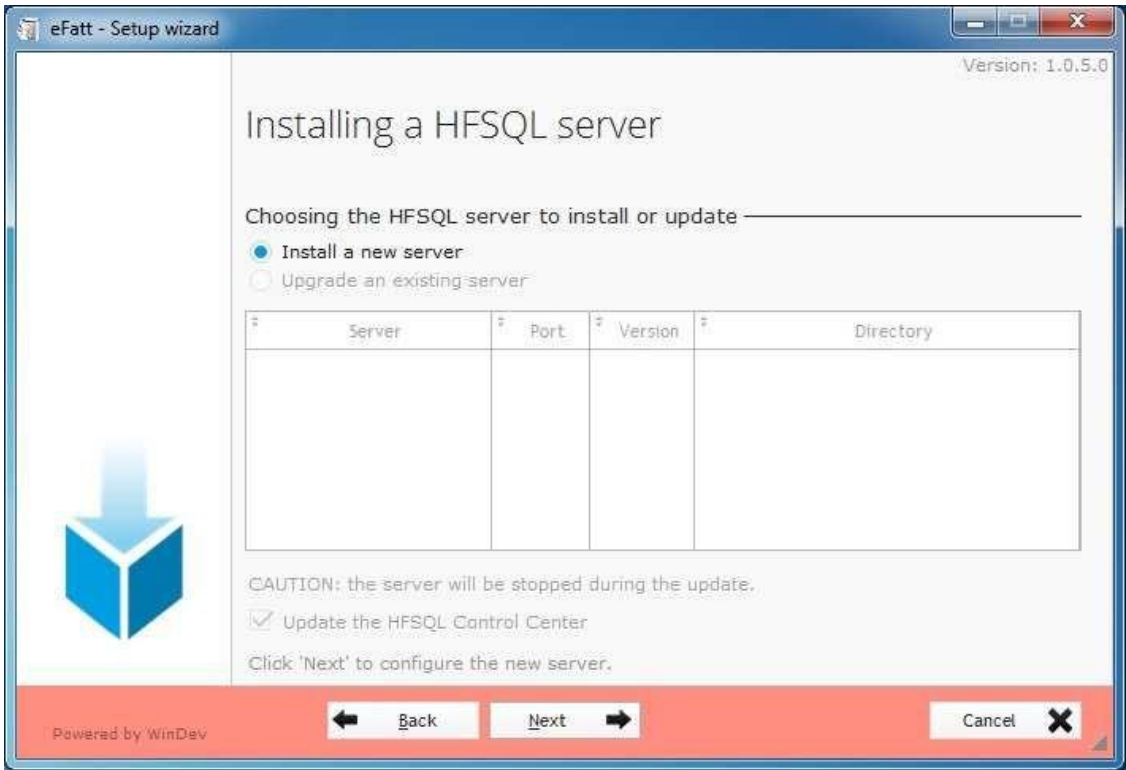 eFatt - Setup wizard
Version: 1.0.5.0
Installing a HFSQL server
Choosing the HFSQL server to install or update
Install a new server
Upgrade an existing server
Server Port Version Directory
CAUTION: the server will be stopped during the update.
Update the HFSQL Control Center
Click 'Next' to configure the new server.
Powered by WinDev Back Next Cancel